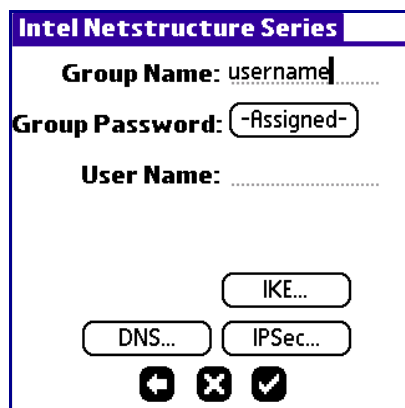 Intel Netstructure Series
Group Name: username
Group Password: -Assigned-
User Name:
IKE...
DNS... IPSec...